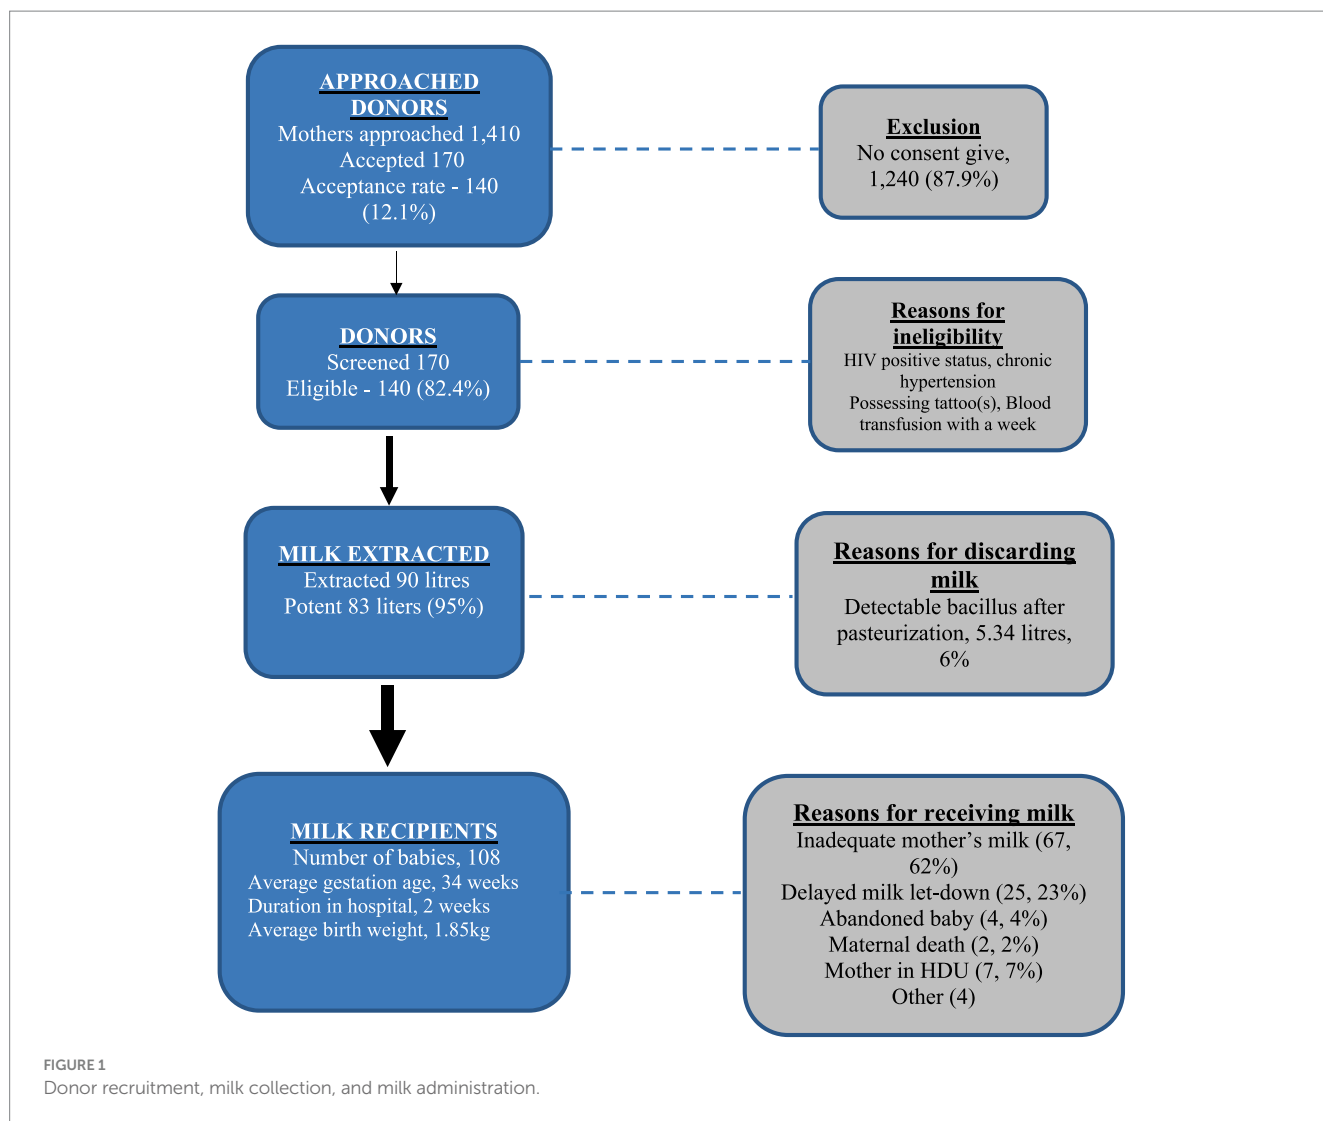 APPROACHED
DONORS
Mothers approached 1,410
Accepted 170
Acceptance rate - 140
(12.1%)
Exclusion
No consent give,
1,240 (87.9%)
DONORS
Screened 170
Eligible - 140 (82.4%)
Reasons for
ineligibility
HIV positive status, chronic
hypertension
Possessing tattoo(s), Blood
transfusion with a week
MILK EXTRACTED
Extracted 90 litres
Potent 83 liters (95%)
Reasons for discarding
milk
Detectable bacillus after
pasteurization, 5.34 litres,
6%
MILK RECIPIENTS
Number of babies, 108
Average gestation age, 34 weeks
Duration in hospital, 2 weeks
Average birth weight, 1.85kg
Reasons for receiving milk
Inadequate mother’s milk (67,
62%)
Delayed milk let-down (25, 23%)
Abandoned baby (4, 4%)
Maternal death (2, 2%)
Mother in HDU (7, 7%)
Other (4)
FIGURE 1
Donor recruitment, milk collection, and milk administration.